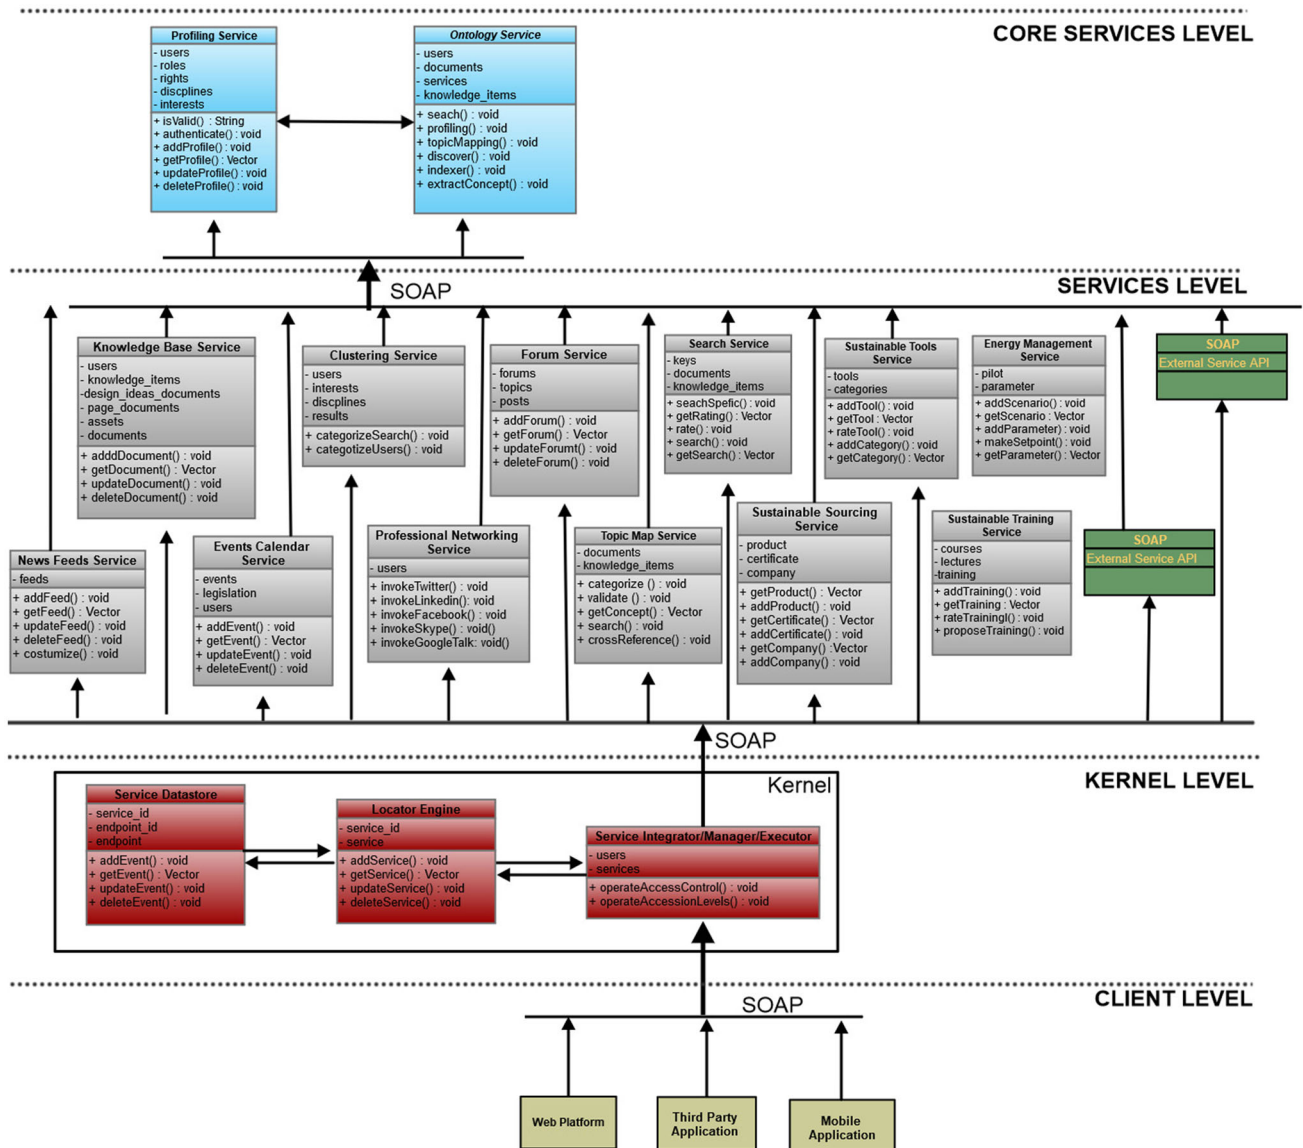 CORE SERVICES LEVEL
Profiling Service
- users
- roles
- rights
- discplines
- interests
+ isValid() : String
+ authenticate() : void
+ addProfile() : void
+ getProfile() : Vector
+ updateProfile() : void
+ deleteProfile() : void
Ontology Service
- users
- documents
- services
- knowledge_items
+ seach() : void
+ profiling() : void
+ topicMapping() : void
+ discover() : void
+ indexer() : void
+ extractConcept() : void
SOAP
SERVICES LEVEL
Knowledge Base Service
- users
- knowledge_items
-design_ideas_documents
- page_documents
- assets
- documents
+ adddDocument() : void
+ getDocument() : Vector
+ updateDocument() : void
+ deleteDocument() : void
Clustering Service
- users
- interests
- discplines
- results
+ categorizeSearch() : void
+ categotizeUsers() : void
Forum Service
- forums
- topics
- posts
+ addForum() : void
+ getForum() : Vector
+ updateForumt() : void
+ deleteForum() : void
Search Service
- keys
- documents
- knowledge_items
+ seachSpefic() : void
+ getRating() : Vector
+ rate() : void
+ search() : void
+ getSearch() : Vector
Sustainable Tools
Service
- tools
- categories
+ addTool() : void
+ getTool : Vector
+ rateTool() : void
+ addCategory() : void
+ getCategory() : Vector
Energy Management
Service
- pilot
- parameter
+ addScenario() : void
+ getScenario : Vector
+ addParameter) : void
+ makeSetpoint() : void
+ getParameter() : Vector
SOAP
External Service API
News Feeds Service
- feeds
+ addFeed() : void
+ getFeed() : Vector
+ updateFeed() : void
+ deleteFeed() : void
+ costumize() : void
Events Calendar
Service
- events
- legislation
- users
+ addEvent() : void
+ getEvent() : Vector
+ updateEvent() : void
+ deleteEvent() : void
Professional Networking
Service
- users
+ invokeTwitter() : void
+invokeLinkedin(): void
+invokeFacebook() : void
+invokeSkype() : void()
+invokeGoogleTalk: void()
Topic Map Service
- documents
- knowledge_items
+ categorize () : void
+ validate () : void
+ getConcept() : Vector
+ search() : void
+ crossReference() : void
Sustainable Sourcing
Service
- product
- certificate
- company
+ getProduct() : Vector
+ addProduct() : void
+ getCertificate() : Vector
+ addCertificate() : void
+ getCompany() :Vector
+ addCompany() : void
Sustainable Training
Service
- courses
- lectures
-training
+ addTraining() : void
+ getTraining : Vector
+ rateTrainingI() : void
+ proposeTraining() : void
SOAP
External Service API
SOAP
KERNEL LEVEL
Kernel
Service Datastore
- service_id
- endpoint_id
- endpoint
+ addEvent() : void
+ getEvent() : Vector
+ updateEvent() : void
+ deleteEvent() : void
Locator Engine
- service_id
- service
+ addService() : void
+ getService() : Vector
+ updateService() : void
+ deleteService() : void
Service Integrator/Manager/Executor
- users
- services
+ operateAccessControl() : void
+ operateAccessionLevels() : void
CLIENT LEVEL
SOAP
Web Platform
Third Party
Application
Mobile
Application